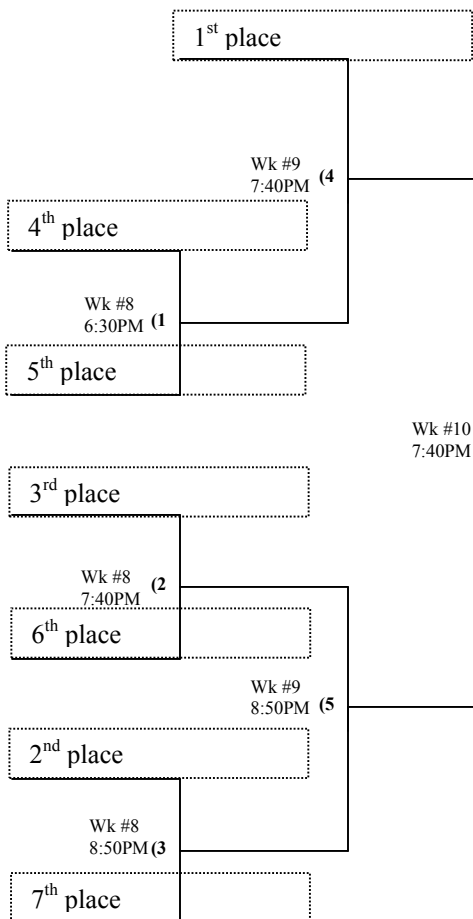 1st place
Wk #9
7:40PM (4
4th place
Wk #8
6:30PM (1
5th place
Wk #10
7:40PM
3rd place
Wk #8 (2
7:40PM
6th place
Wk #9
8:50PM (5
2nd place
Wk #8
8:50PM (3
7th place